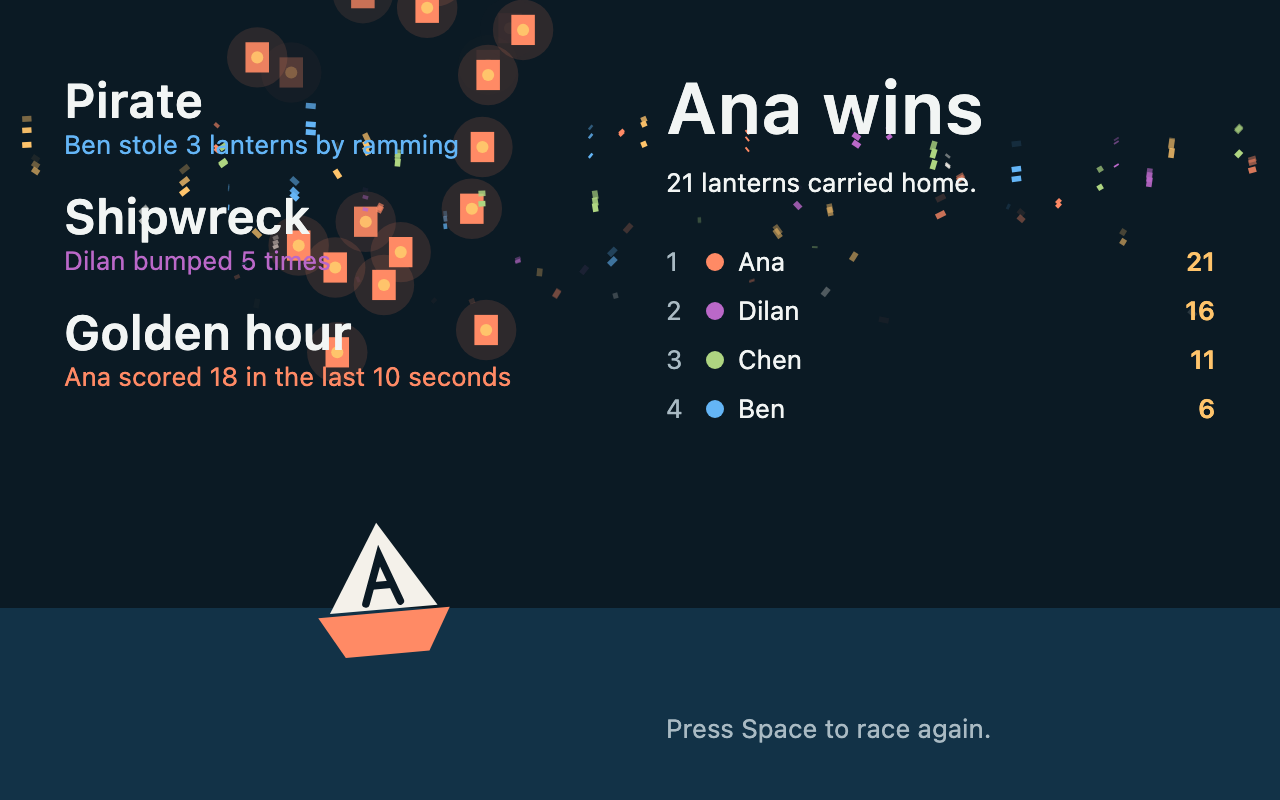 Pirate
Ben stole 3 lanterns by ramming
Shipwreck
Dilan bumped 5 times
Golden hour
Ana scored 18 in the last 10 seconds
Ana wins
21 lanterns carried home.
1 Ana 21
2 Dilan 16
3 Chen 11
4 Ben 6
A
Press Space to race again.